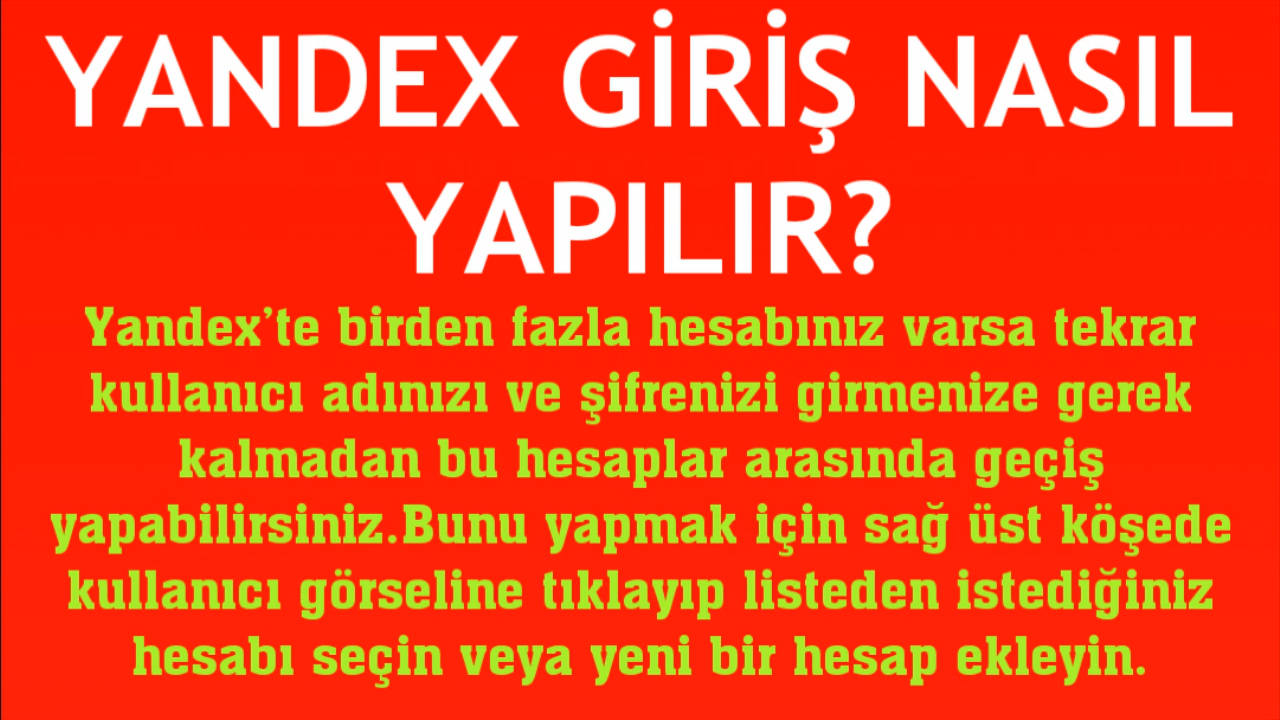 YANDEX GİRİŞ NASIL
YAPILIR?
Yandex’te birden fazla hesabınız varsa tekrar
kullanıcı adınızı ve şifrenizi girmenize gerek
kalmadan bu hesaplar arasında geçiş
yapabilirsiniz.Bunu yapmak için sağ üst köşede
kullanıcı görseline tıklayıp listeden istediğiniz
hesabı seçin veya yeni bir hesap ekleyin.